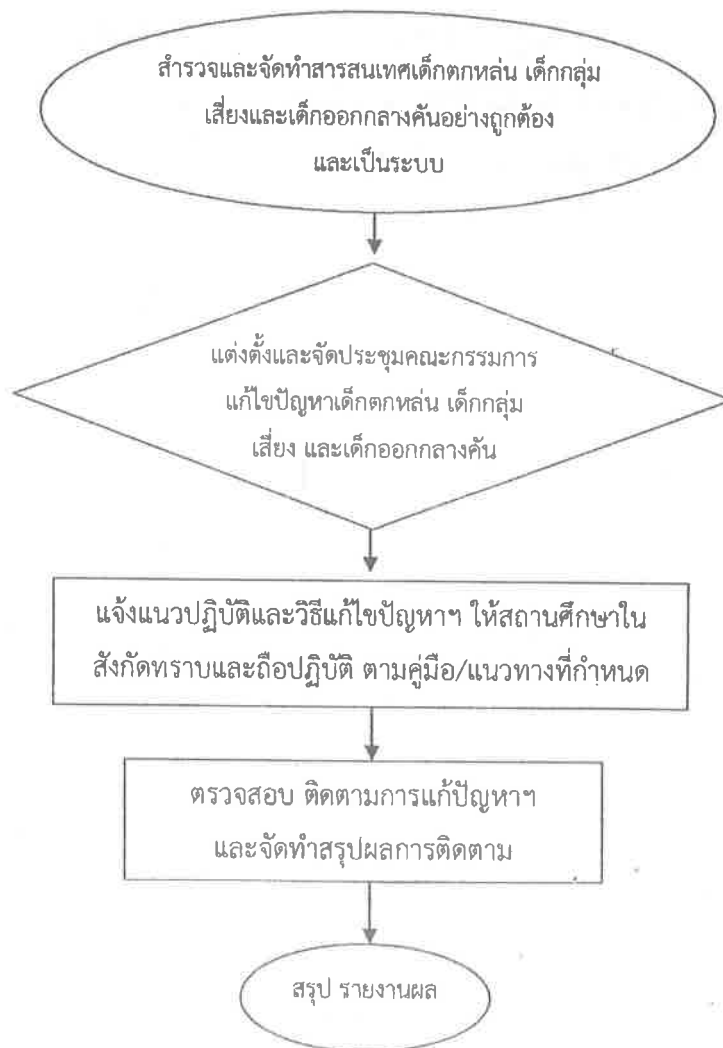 สำรวจและจัดทำสารสนเทศเด็กตกหล่น เด็กกลุ่ม
เสี่ยงและเด็กออกกลางคันอย่างถูกต้อง
และเป็นระบบ
แต่งตั้งและจัดประชุมคณะกรรมการ
แก้ไขปัญหาเด็กตกหล่น เด็กกลุ่ม
เสี่ยง และเด็กออกกลางคัน
แจ้งแนวปฏิบัติและวิธีแก้ไขปัญหาฯ ให้สถานศึกษาใน
สังกัดทราบและถือปฏิบัติ ตามคู่มือ/แนวทางที่กำหนด
ตรวจสอบ ติดตามการแก้ปัญหาฯ
และจัดทำสรุปผลการติดตาม
สรุป รายงานผล